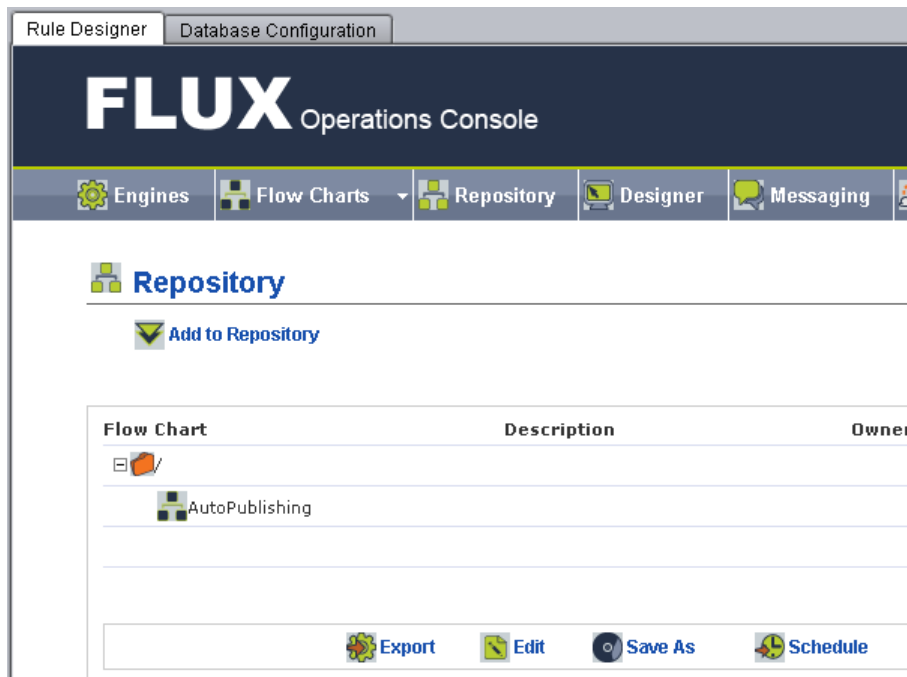 Rule Designer Database Configuration
FLUX Operations Console
Engines Flow Charts Repository Designer Messaging
Repository
Add to Repository
Flow Chart Description Owner
/
AutoPublishing
Export Edit Save As Schedule